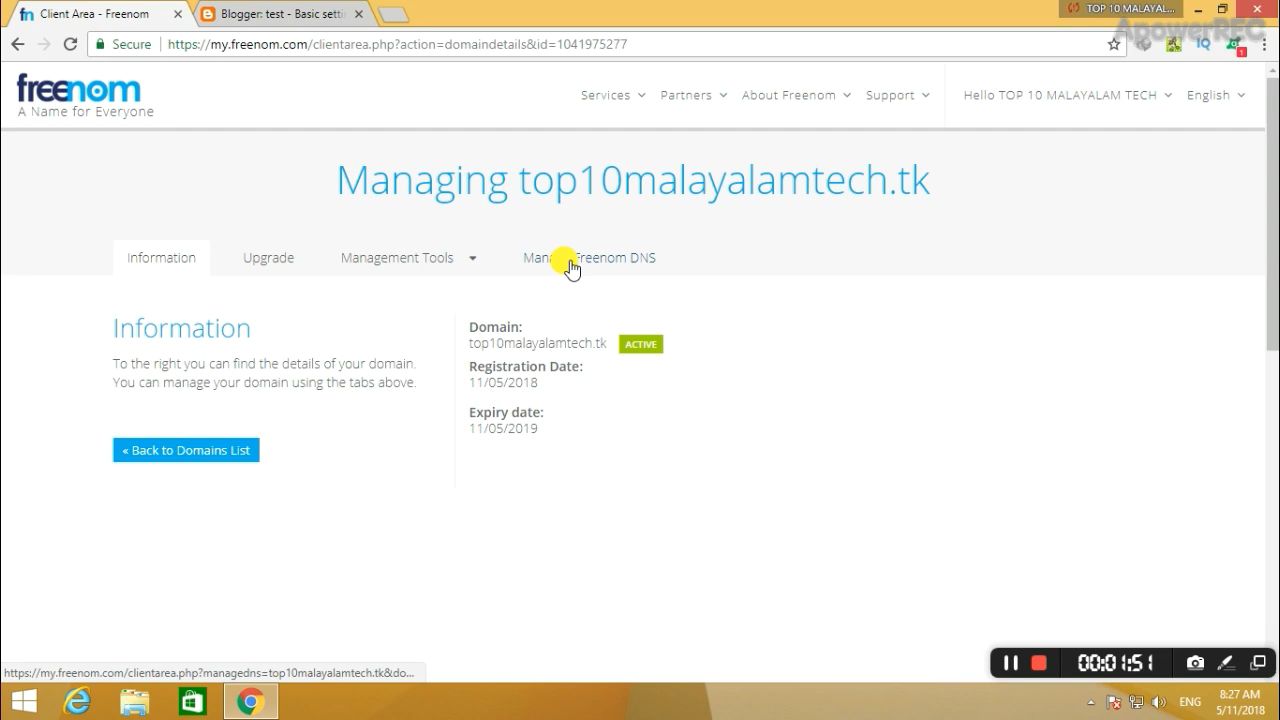 Client Area - Freenom
Blogger: test - Basic setti
TOP 10 MALAYAL...
Secure
https://my.freenom.com/clientarea.php?action=domaindetails&id=1041975277
ApowerREC
IQ
1
freenom
A Name for Everyone
Services
Partners
About Freenom
Support
Hello TOP 10 MALAYALAM TECH
English
Managing top10malayalamtech.tk
Information
Upgrade
Management Tools
Mana Freenom DNS
Information
To the right you can find the details of your domain.
You can manage your domain using the tabs above.
« Back to Domains List
Domain:
top10malayalamtech.tk ACTIVE
Registration Date:
11/05/2018
Expiry date:
11/05/2019
https://my.freenom.com/clientarea.php?managedns=top10malayalamtech.tk&do...
00:01:51
ENG
8:27 AM
5/11/2018